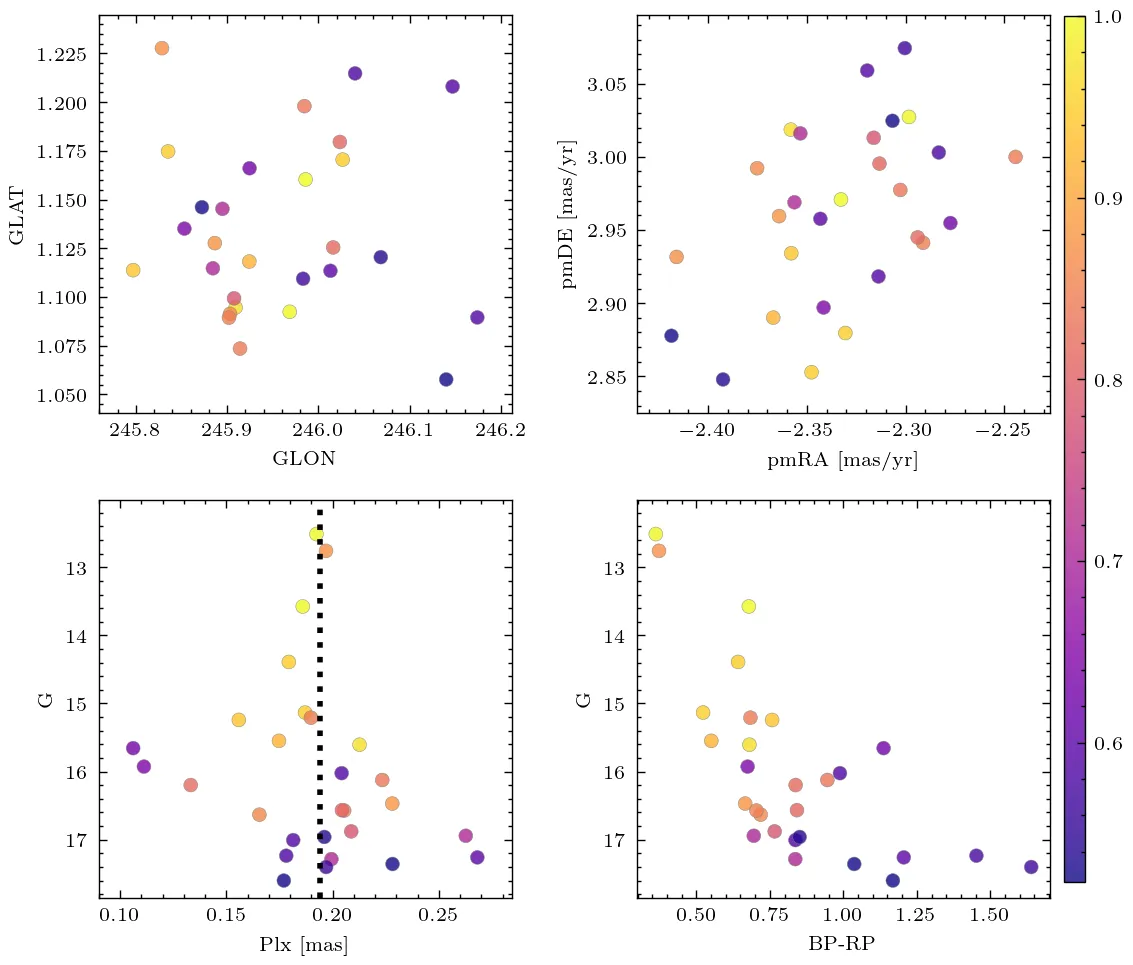 1.225
1.200
1.175
1.150
1.125
1.100
1.075
1.050
GLAT
245.8 245.9 246.0 246.1 246.2
GLON
3.05
3.00
2.95
2.90
2.85
pmDE [mas/yr]
−2.40 −2.35 −2.30 −2.25
pmRA [mas/yr]
1.0
0.9
0.8
0.7
0.6
13
14
15
16
17
G
0.10 0.15 0.20 0.25
Plx [mas]
13
14
15
16
17
G
0.50 0.75 1.00 1.25 1.50
BP-RP